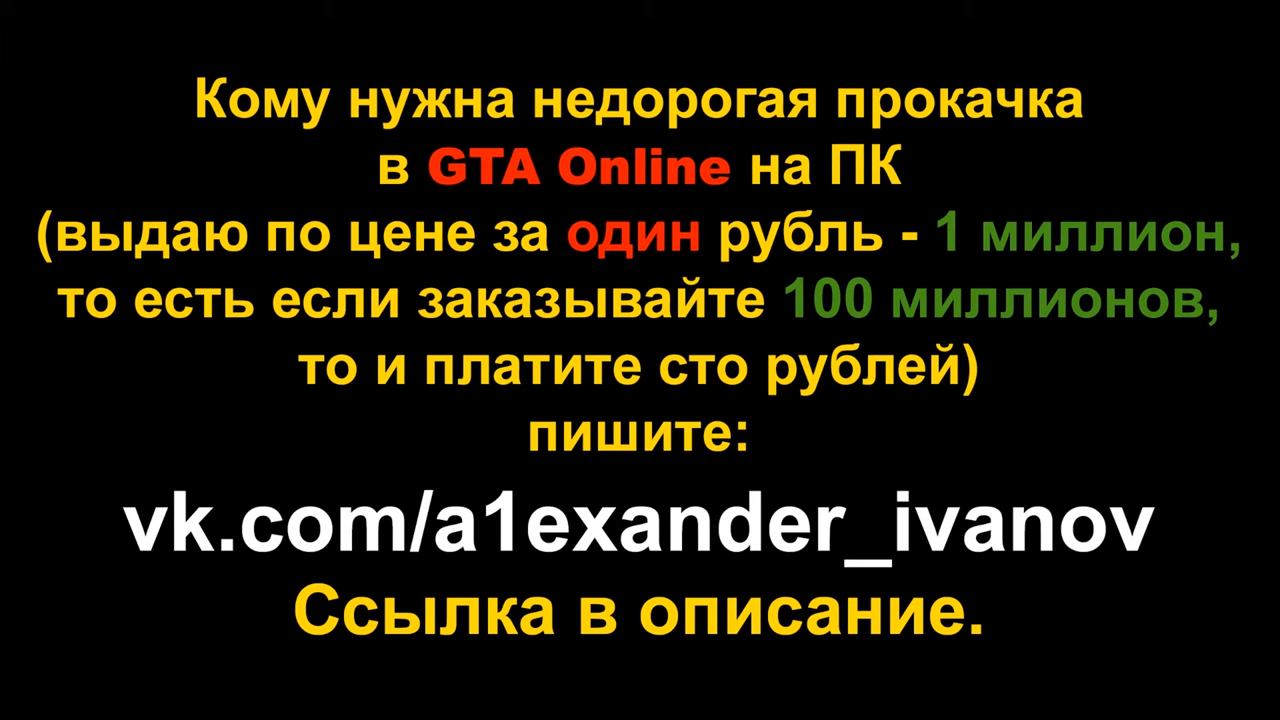 Кому нужна недорогая прокачка
в GTA Online на ПК
(выдаю по цене за один рубль - 1 миллион,
то есть если заказывайте 100 миллионов,
то и платите сто рублей)
пишите:
vk.com/a1exander_ivanov
Ссылка в описание.